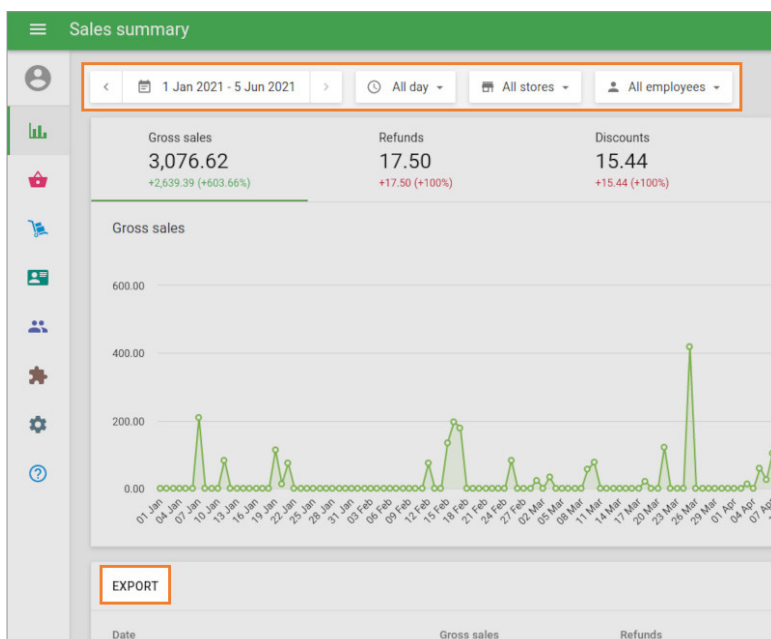 Sales summary
1 Jan 2021 - 5 Jun 2021 All day All stores All employees
Gross sales Refunds Discounts
3,076.62 17.50 15.44
+2,639.39 (+603.66%) +17.50 (+100%) +15.44 (+100%)
Gross sales
600.00
400.00
200.00
0.00
01 Jan 04 Jan 07 Jan 10 Jan 13 Jan 16 Jan 19 Jan 22 Jan 25 Jan 28 Jan 31 Jan 03 Feb 06 Feb 09 Feb 12 Feb 15 Feb 18 Feb 21 Feb 24 Feb 27 Feb 02 Mar 05 Mar 08 Mar 11 Mar 14 Mar 17 Mar 20 Mar 23 Mar 26 Mar 29 Mar 01 Apr 04 Apr 07 Apr
EXPORT
Date Gross sales Refunds